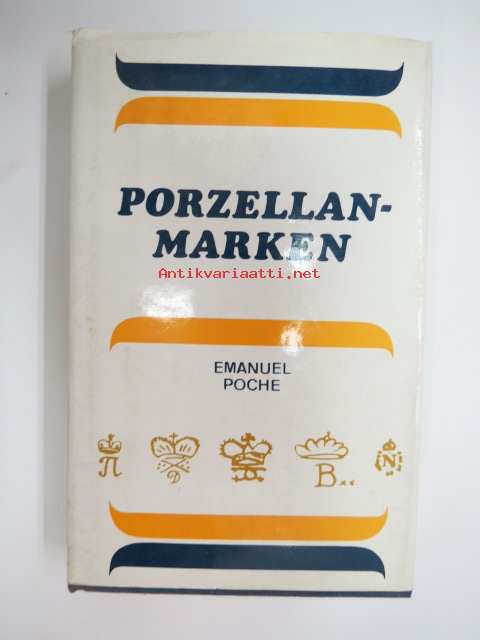 PORZELLAN-
MARKEN
Antikvariaatti.net
EMANUEL
POCHE
Π D B.. N